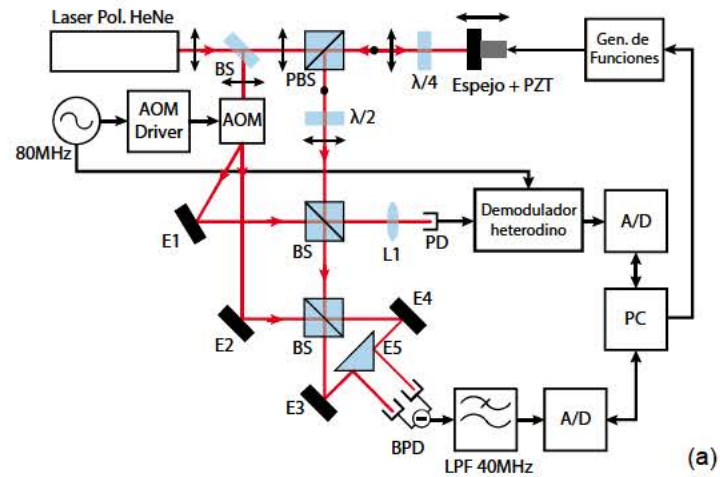 Laser Pol. HeNe
BS
PBS
λ/4
Espejo + PZT
Gen. de
Funciones
AOM
Driver
AOM
λ/2
80MHz
E1
BS
L1
PD
Demodulador
heterodino
A/D
E2
BS
E4
E5
PC
E3
BPD
LPF 40MHz
A/D
(a)